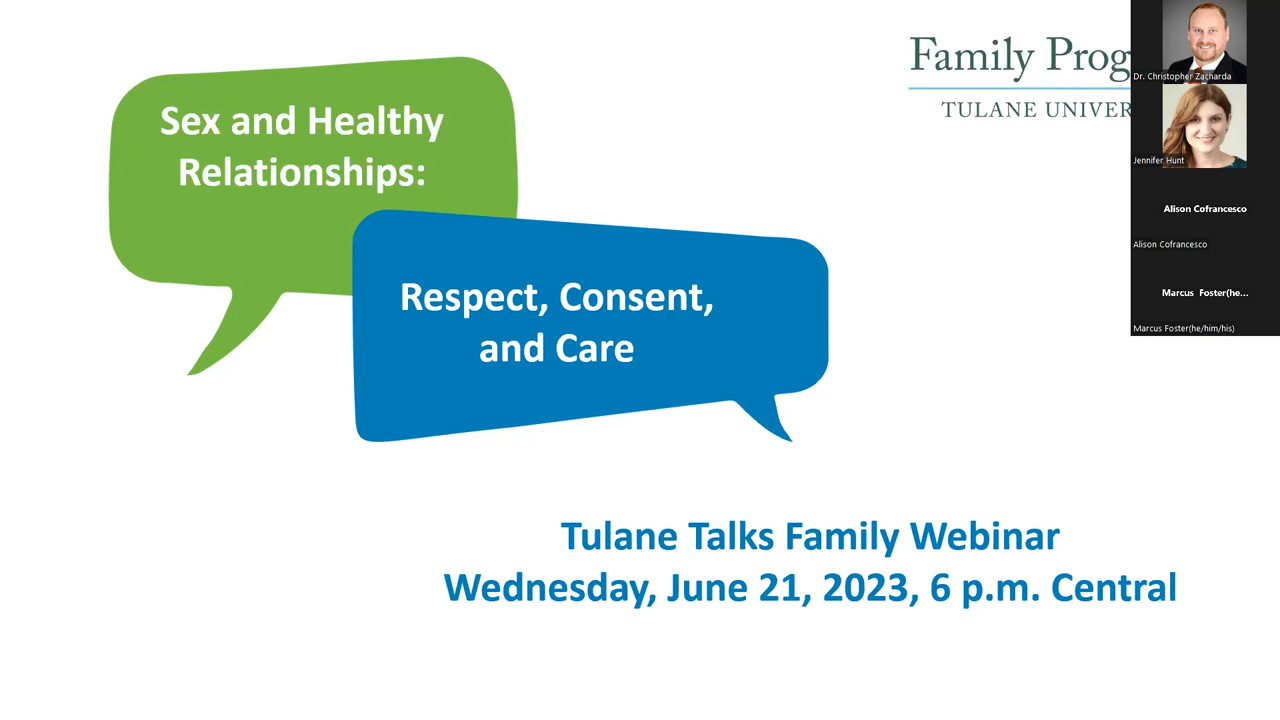 Sex and Healthy
Relationships:
Respect, Consent,
and Care
Family Prog
TULANE UNIVER
Dr. Christopher Zacharda
Jennifer Hunt
Alison Cofrancesco
Alison Cofrancesco
Marcus Foster(he...
Marcus Foster(he/him/his)
Tulane Talks Family Webinar
Wednesday, June 21, 2023, 6 p.m. Central